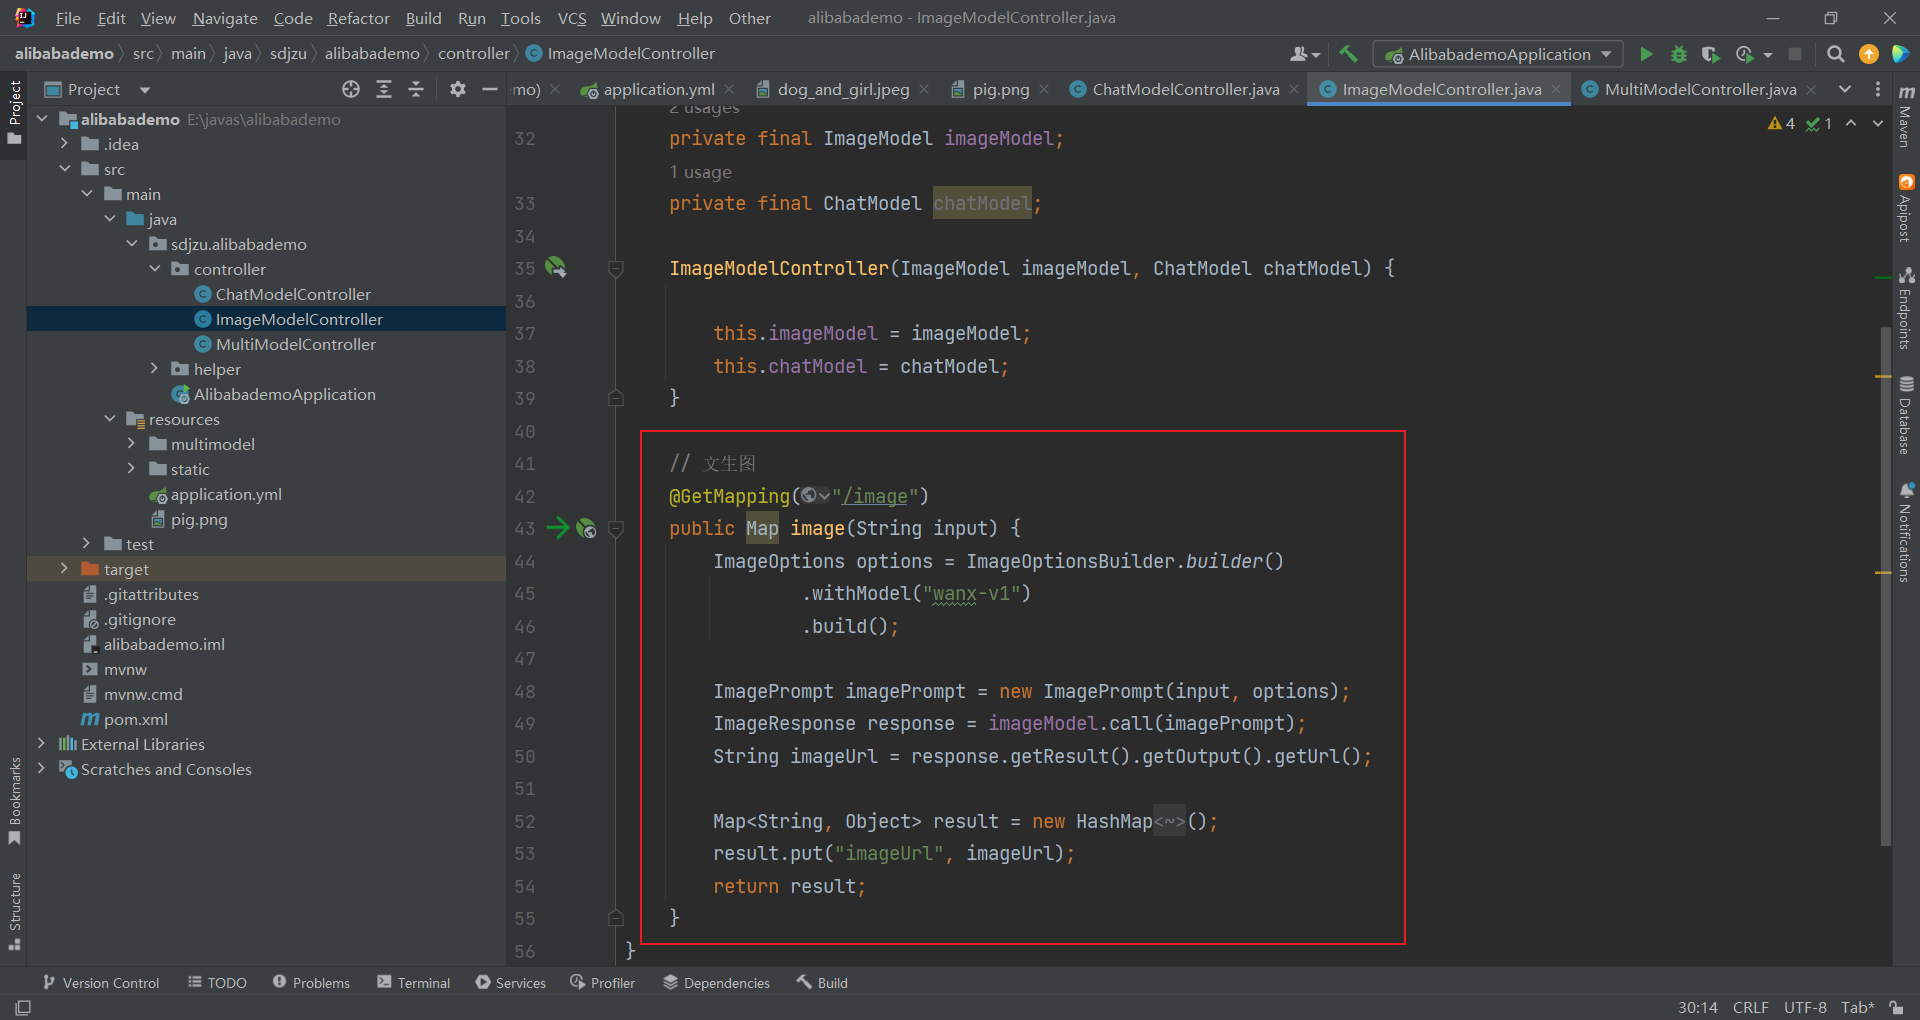 File Edit View Navigate Code Refactor Build Run Tools VCS Window Help Other alibabademo - ImageModelController.java
alibabademo src main java sdjzu alibabademo controller ImageModelController AlibabademoApplication
Project
mo) application.yml dog_and_girl.jpeg pig.png ChatModelController.java ImageModelController.java MultiModelController.java
alibabademo E:\javas\alibabademo
.idea
src
main
java
sdjzu.alibabademo
controller
ChatModelController
ImageModelController
MultiModelController
helper
AlibabademoApplication
resources
multimodel
static
application.yml
pig.png
test
target
.gitattributes
.gitignore
alibabademo.iml
mvnw
mvnw.cmd
pom.xml
External Libraries
Scratches and Consoles
Project
Bookmarks
Structure
4 1
2 usages
32 private final ImageModel imageModel;
1 usage
33 private final ChatModel chatModel;
34
35 ImageModelController(ImageModel imageModel, ChatModel chatModel) {
36
37 this.imageModel = imageModel;
38 this.chatModel = chatModel;
39 }
40
41 // 文生图
42 @GetMapping("/image")
43 public Map image(String input) {
44 ImageOptions options = ImageOptionsBuilder.builder()
45 .withModel("wanx-v1")
46 .build();
47
48 ImagePrompt imagePrompt = new ImagePrompt(input, options);
49 ImageResponse response = imageModel.call(imagePrompt);
50 String imageUrl = response.getResult().getOutput().getUrl();
51
52 Map<String, Object> result = new HashMap<~>();
53 result.put("imageUrl", imageUrl);
54 return result;
55 }
56 }
Maven
Apipost
Endpoints
Database
Notifications
Version Control TODO Problems Terminal Services Profiler Dependencies Build
30:14 CRLF UTF-8 Tab*